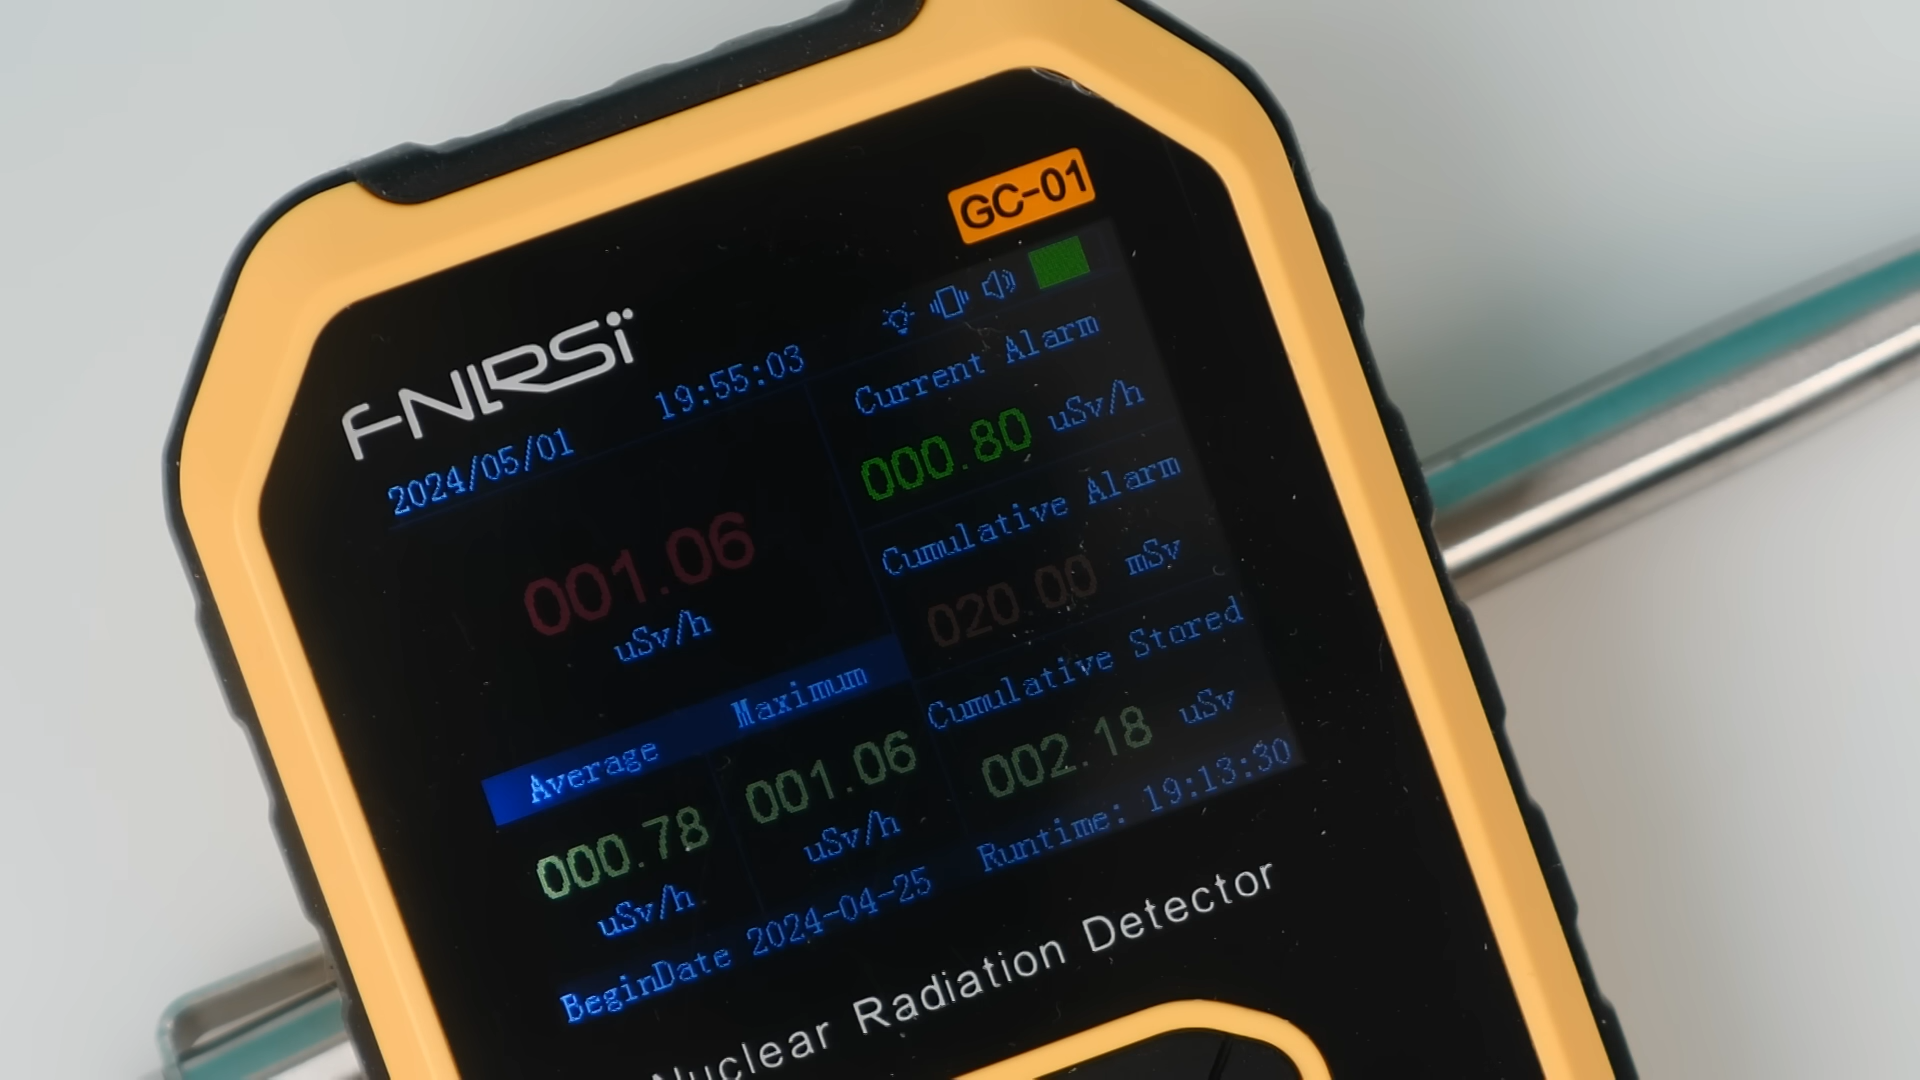 GC-01
FNIRSI
2024/05/01 19:55:03
001.06
uSv/h
Current Alarm
000.80 uSv/h
Cumulative Alarm
020.00 mSv
Cumulative Stored
002.18 uSv
Average Maximum
000.78 001.06
uSv/h uSv/h
BeginDate 2024-04-25 Runtime: 19:13:30
Nuclear Radiation Detector